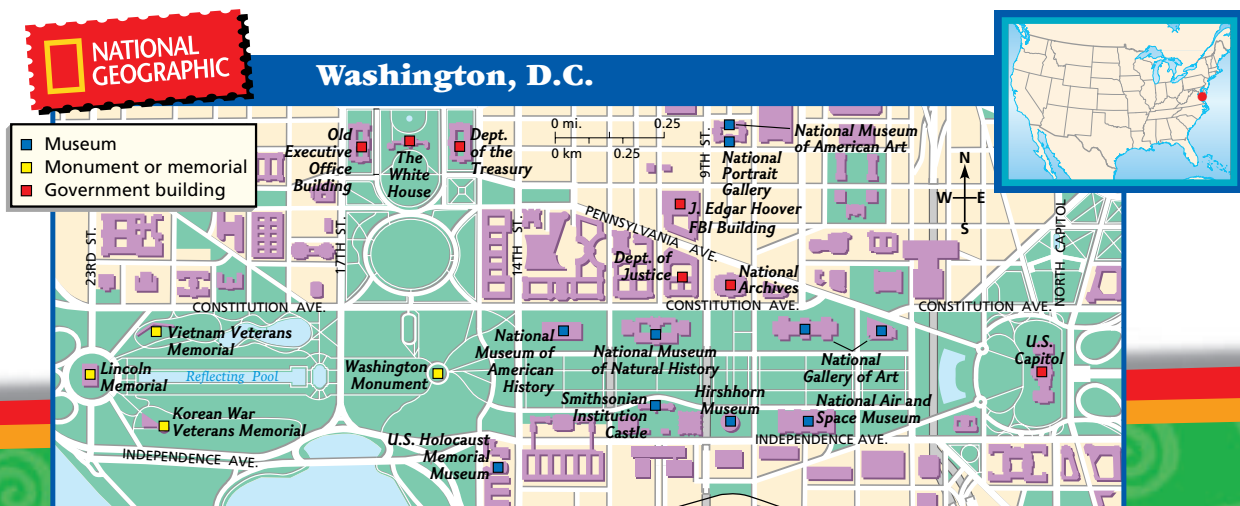 NATIONAL
GEOGRAPHIC
Washington, D.C.
Museum
Monument or memorial
Government building
Old
Executive
Office
Building
The
White
House
Dept.
of the
Treasury
0 mi.
0.25
0 km
0.25
9TH ST.
National Museum
of American Art
National
Portrait
Gallery
N
W
E
S
J. Edgar Hoover
FBI Building
PENNSYLVANIA AVE.
23RD ST.
17TH ST.
14TH ST.
NORTH CAPITOL
Dept. of
Justice
National
Archives
CONSTITUTION AVE.
CONSTITUTION AVE.
CONSTITUTION AVE.
Vietnam Veterans
Memorial
Lincoln
Memorial
Reflecting Pool
Washington
Monument
National
Museum of
American
History
National Museum
of Natural History
National
Gallery of Art
U.S.
Capitol
Korean War
Veterans Memorial
Smithsonian
Institution
Castle
Hirshhorn
Museum
National Air and
Space Museum
INDEPENDENCE AVE.
INDEPENDENCE AVE.
U.S. Holocaust
Memorial
Museum